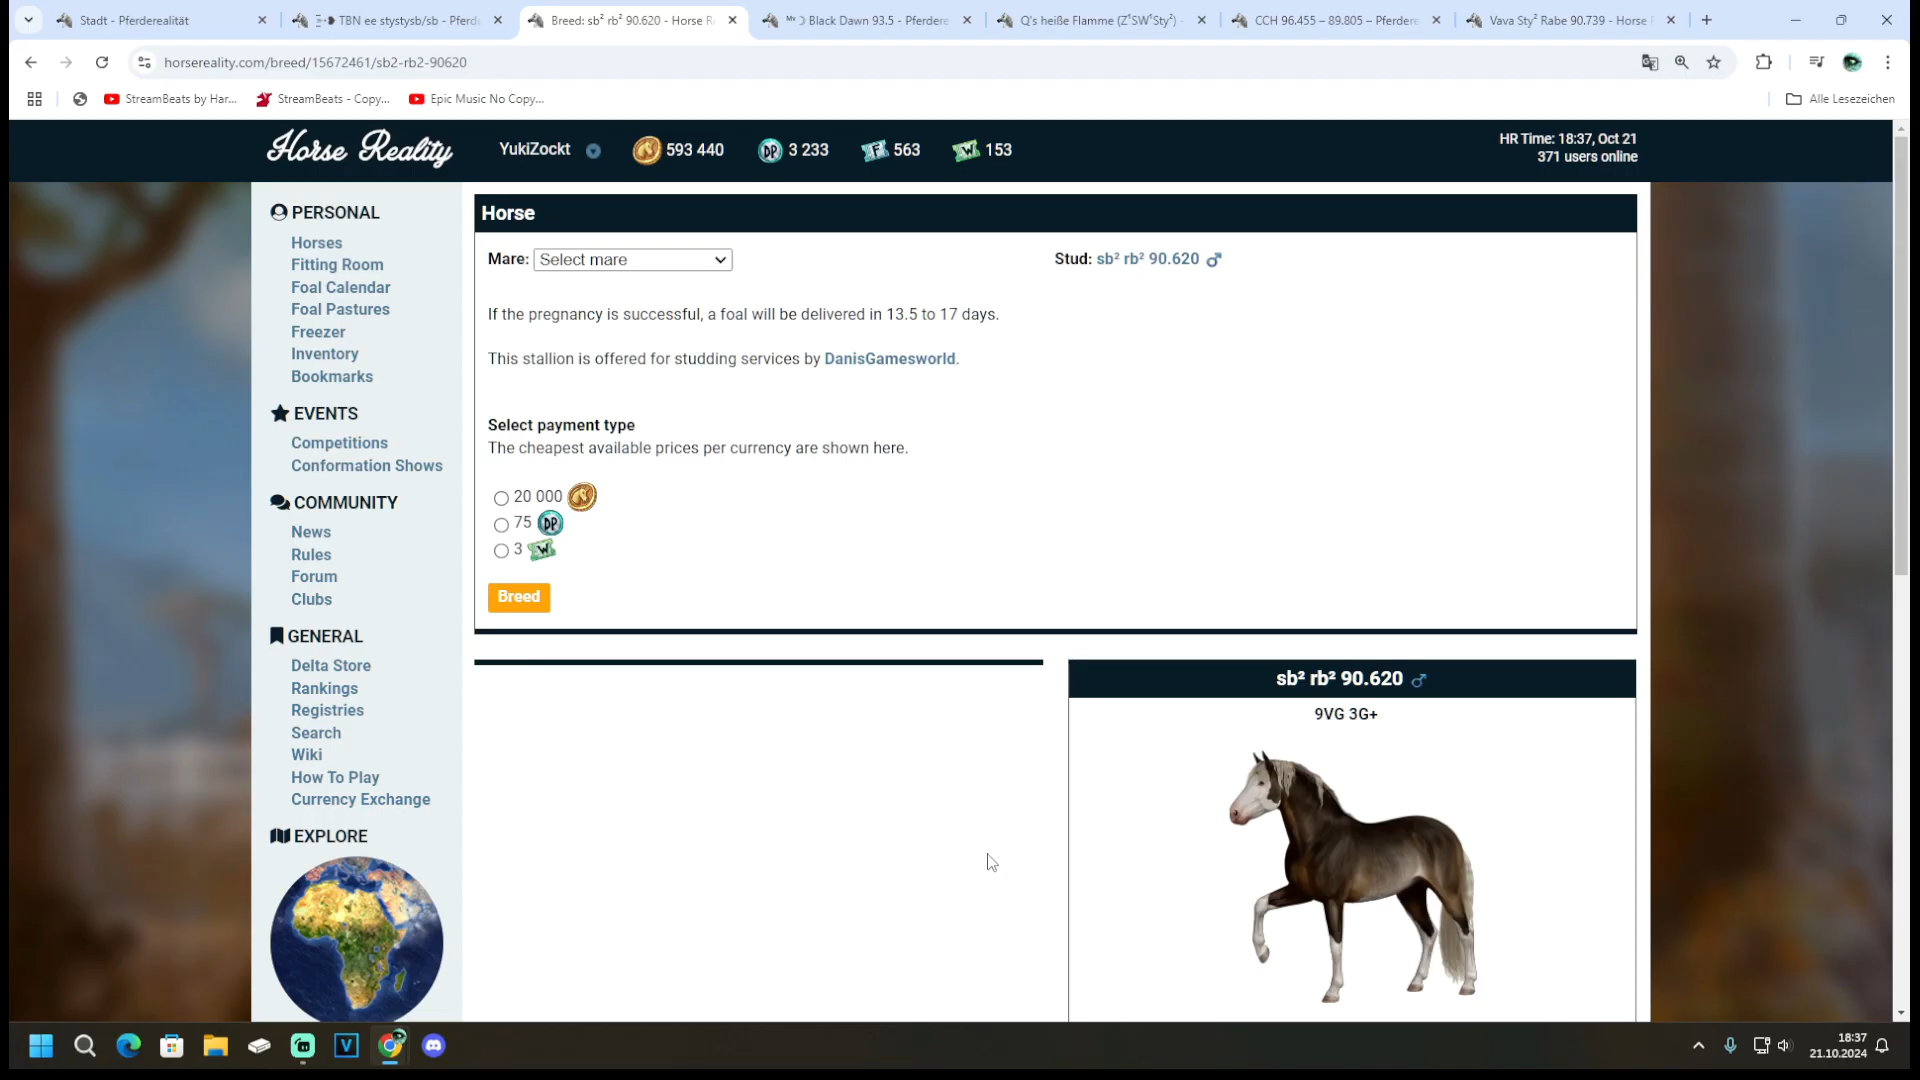 Stadt - Pferderealität
TBN ee stystysb/sb - Pferd
Breed: sb² rb² 90.620 - Horse R
Black Dawn 93.5 - Pferdere
Q's heiße Flamme (Z¹SW¹Sty²) -
CCH 96.455 – 89.805 – Pferdere
Vava Sty² Rabe 90.739 - Horse
horsereality.com/breed/15672461/sb2-rb2-90620
StreamBeats by Har...
StreamBeats - Copy...
Epic Music No Copy...
Alle Lesezeichen
Horse Reality
YukiZockt
593 440
DP 3 233
F 563
W 153
HR Time: 18:37, Oct 21
371 users online
PERSONAL
Horses
Fitting Room
Foal Calendar
Foal Pastures
Freezer
Inventory
Bookmarks
EVENTS
Competitions
Conformation Shows
COMMUNITY
News
Rules
Forum
Clubs
GENERAL
Delta Store
Rankings
Registries
Search
Wiki
How To Play
Currency Exchange
EXPLORE
Horse
Mare: Select mare
Stud: sb² rb² 90.620 ♂
If the pregnancy is successful, a foal will be delivered in 13.5 to 17 days.
This stallion is offered for studding services by DanisGamesworld.
Select payment type
The cheapest available prices per currency are shown here.
20 000
75 DP
3 W
Breed
sb² rb² 90.620 ♂
9VG 3G+
V
18:37
21.10.2024